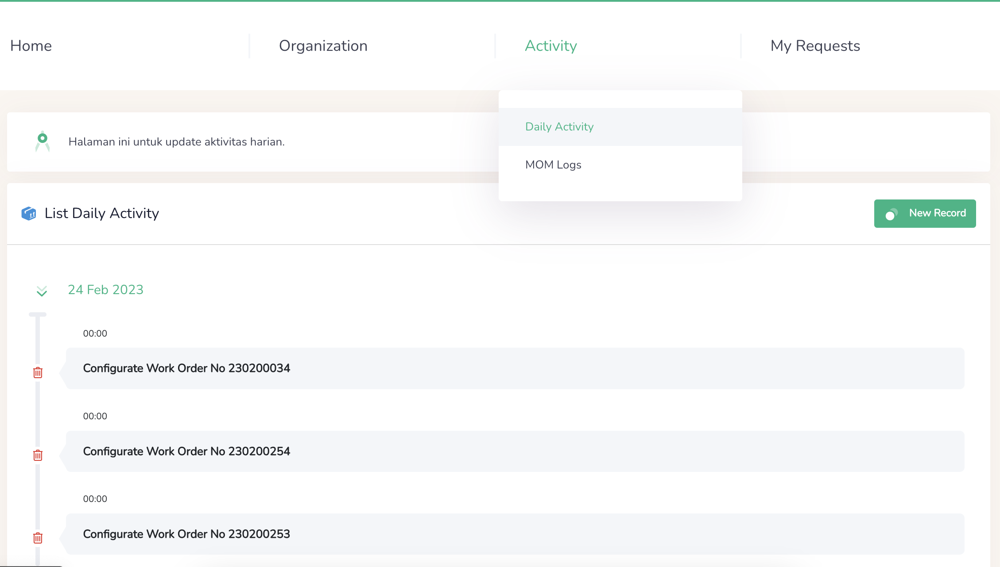 Home
Organization
Activity
My Requests
Daily Activity
MOM Logs
Halaman ini untuk update aktivitas harian.
List Daily Activity
New Record
24 Feb 2023
00:00
Configurate Work Order No 230200034
00:00
Configurate Work Order No 230200254
00:00
Configurate Work Order No 230200253